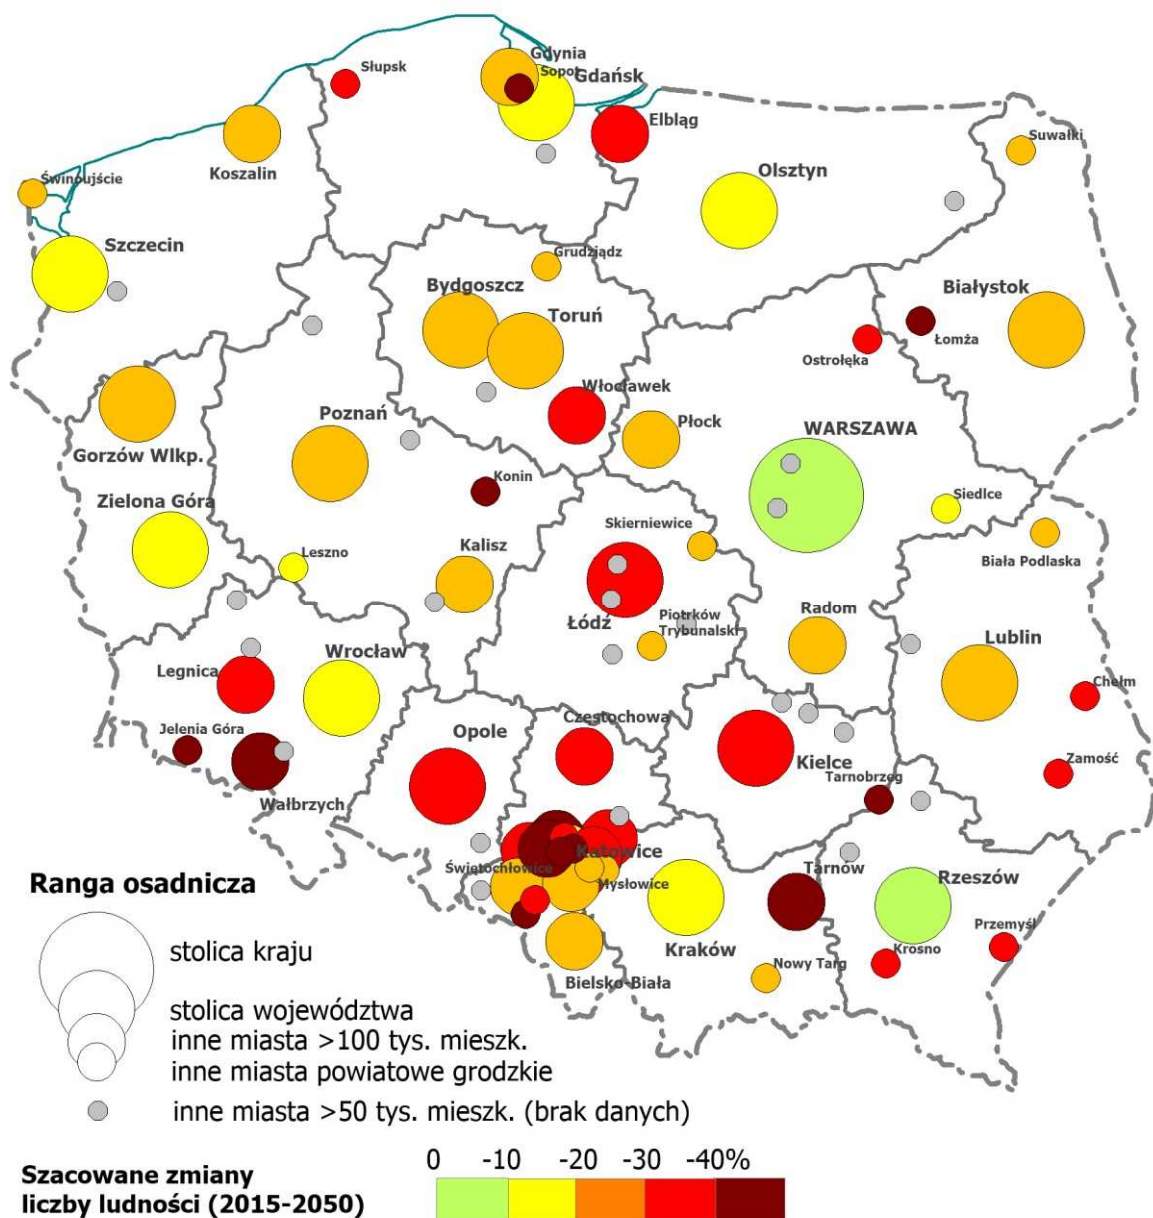 Gdynia
Słupsk
Sopot
Gdańsk
Elbląg
Suwałki
Koszalin
Olsztyn
Świnoujście
Szczecin
Grudziądz
Bydgoszcz
Białystok
Toruń
Łomża
Ostrołęka
Włocławek
Poznań
Płock
WARSZAWA
Gorzów Wlkp.
Konin
Zielona Góra
Siedlce
Skierniewice
Leszno
Kalisz
Biała Podlaska
Radom
Piotrków
Trybunalski
Łódź
Lublin
Wrocław
Legnica
Chełm
Częstochowa
Jelenia Góra
Opole
Kielce
Zamość
Tarnobrzeg
Wałbrzych
Katowice
Świętochłowice
Tarnów
Mysłowice
Rzeszów
Ranga osadnicza
Przemyśl
Kraków
Krosno
stolica kraju
Nowy Targ
Bielsko-Biała
stolica województwa
inne miasta >100 tys. mieszk.
inne miasta powiatowe grodzkie
inne miasta >50 tys. mieszk. (brak danych)
0 -10 -20 -30 -40%
Szacowane zmiany
liczby ludności (2015-2050)